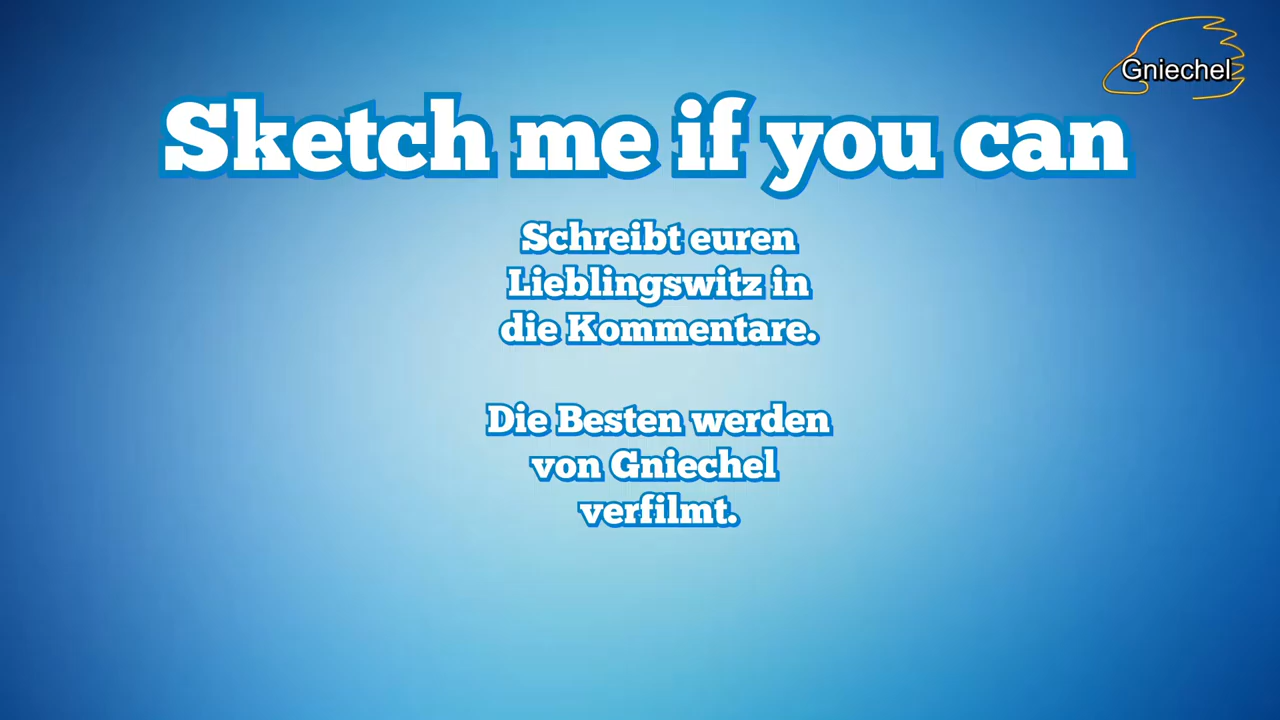 Gniechel
Sketch me if you can
Schreibt euren
Lieblingswitz in
die Kommentare.
Die Besten werden
von Gniechel
verfilmt.